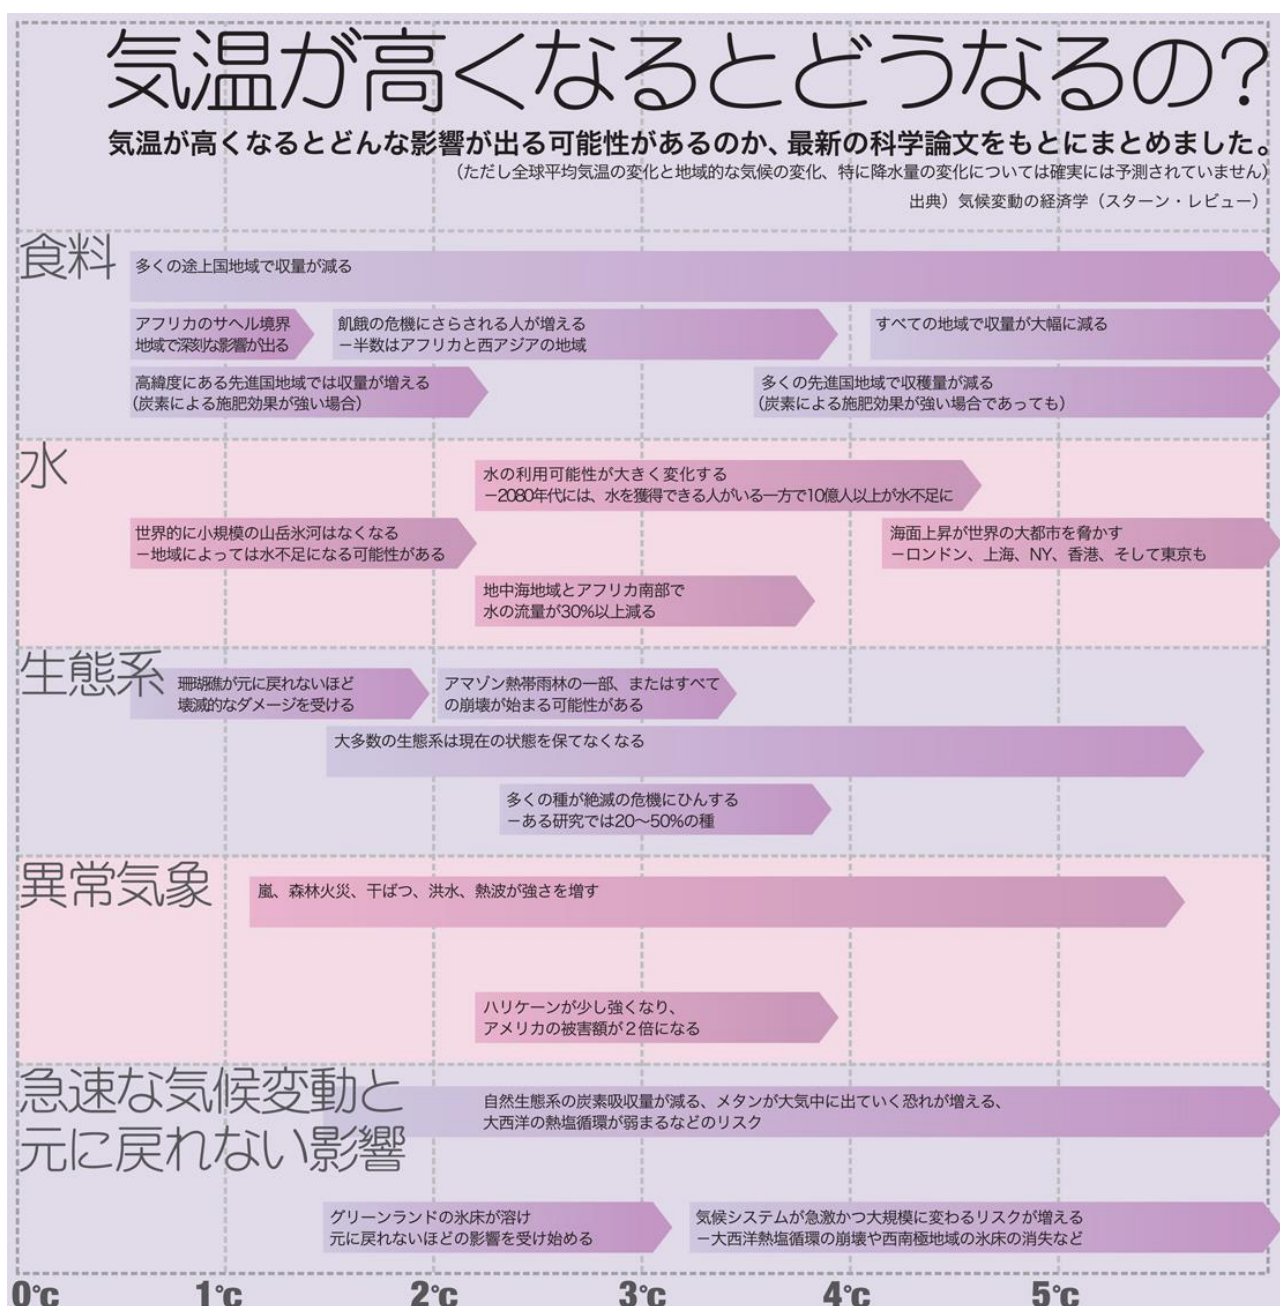 気温が高くなるとどうなるの?
気温が高くなるとどんな影響が出る可能性があるのか、最新の科学論文をもとにまとめました。
（ただし全球平均気温の変化と地域的な気候の変化、特に降水量の変化については確実には予測されていません）
出典）気候変動の経済学（スターン・レビュー）
食料
多くの途上国地域で収量が減る
アフリカのサヘル境界
地域で深刻な影響が出る
飢餓の危機にさらされる人が増える
－半数はアフリカと西アジアの地域
すべての地域で収量が大幅に減る
高緯度にある先進国地域では収量が増える
（炭素による施肥効果が強い場合）
多くの先進国地域で収穫量が減る
（炭素による施肥効果が強い場合であっても）
水
水の利用可能性が大きく変化する
－2080年代には、水を獲得できる人がいる一方で10億人以上が水不足に
世界的に小規模の山岳氷河はなくなる
－地域によっては水不足になる可能性がある
海面上昇が世界の大都市を脅かす
－ロンドン、上海、NY、香港、そして東京も
地中海地域とアフリカ南部で
水の流量が30%以上減る
生態系
珊瑚礁が元に戻れないほど
壊滅的なダメージを受ける
アマゾン熱帯雨林の一部、またはすべて
の崩壊が始まる可能性がある
大多数の生態系は現在の状態を保てなくなる
多くの種が絶滅の危機にひんする
－ある研究では20〜50%の種
異常気象
嵐、森林火災、干ばつ、洪水、熱波が強さを増す
ハリケーンが少し強くなり、
アメリカの被害額が２倍になる
急速な気候変動と
元に戻れない影響
自然生態系の炭素吸収量が減る、メタンが大気中に出ていく恐れが増える、
大西洋の熱塩循環が弱まるなどのリスク
グリーンランドの氷床が溶け
元に戻れないほどの影響を受け始める
気候システムが急激かつ大規模に変わるリスクが増える
－大西洋熱塩循環の崩壊や西南極地域の氷床の消失など
0℃ 1℃ 2℃ 3℃ 4℃ 5℃